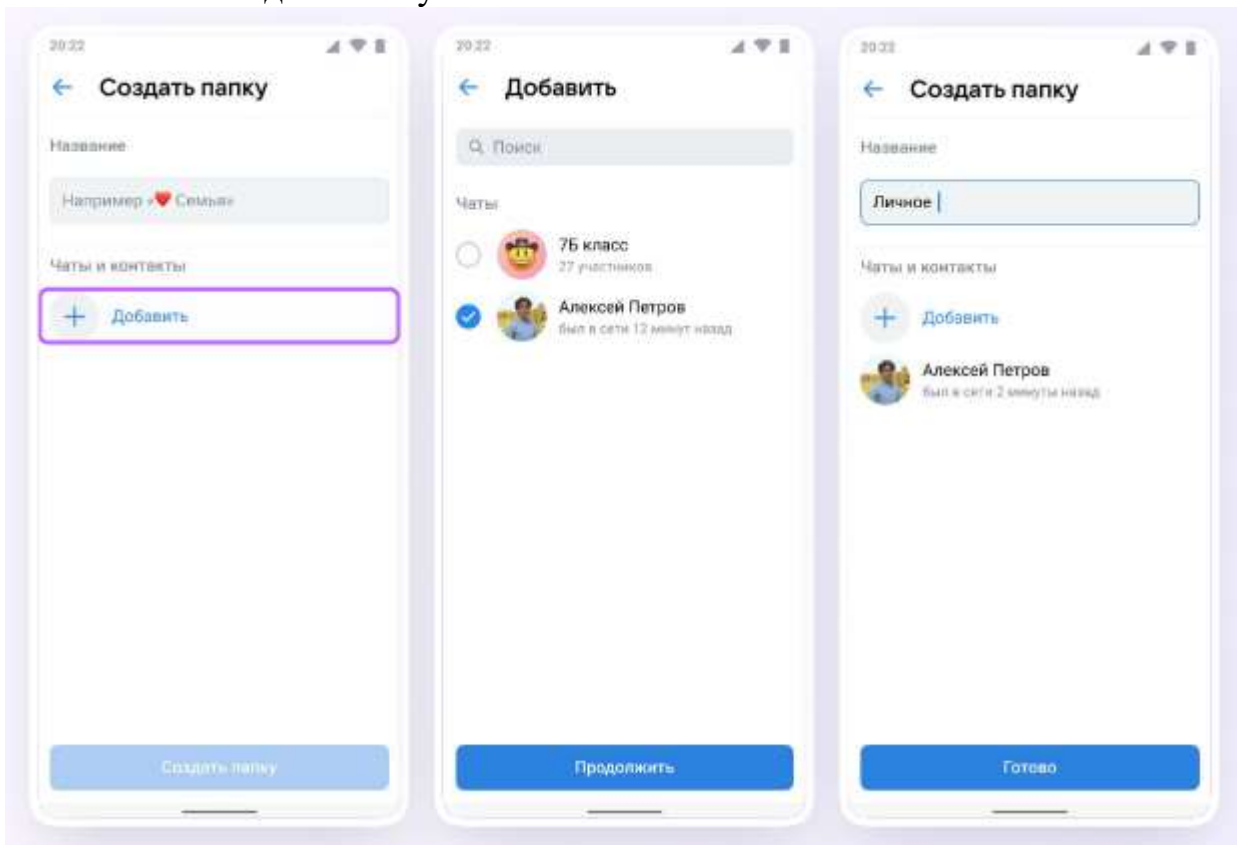 20:22
Создать папку
Название
Например «❤ Семья»
Чаты и контакты
+ Добавить
Создать папку
20:22
Добавить
Поиск
Чаты
7Б класс
27 участников
Алексей Петров
был в сети 12 минут назад
Продолжить
20:22
Создать папку
Название
Личное
Чаты и контакты
+ Добавить
Алексей Петров
был в сети 2 минуты назад
Готово